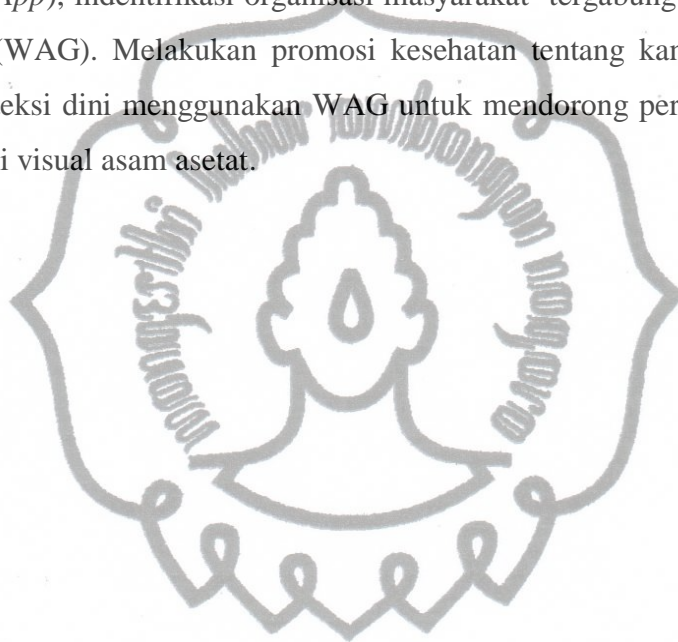 App), indentifikasi organisasi masyarakat tergabung
(WAG). Melakukan promosi kesehatan tentang kan
eksi dini menggunakan WAG untuk mendorong per
i visual asam asetat.